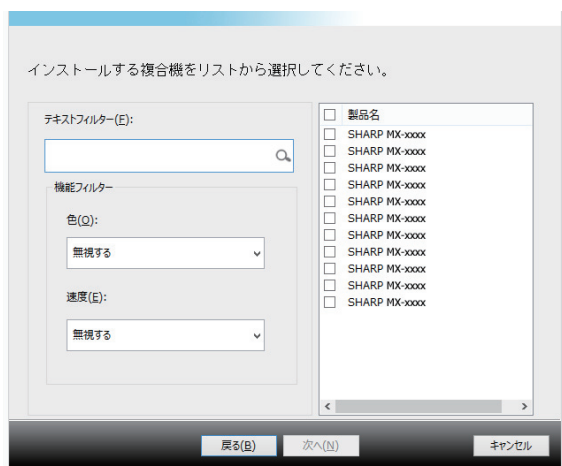 インストールする複合機をリストから選択してください。
テキストフィルター(F):
機能フィルター
色(O):
無視する
速度(E):
無視する
製品名
SHARP MX-xxxx
SHARP MX-xxxx
SHARP MX-xxxx
SHARP MX-xxxx
SHARP MX-xxxx
SHARP MX-xxxx
SHARP MX-xxxx
SHARP MX-xxxx
SHARP MX-xxxx
SHARP MX-xxxx
SHARP MX-xxxx
戻る(B)
次へ(N)
キャンセル